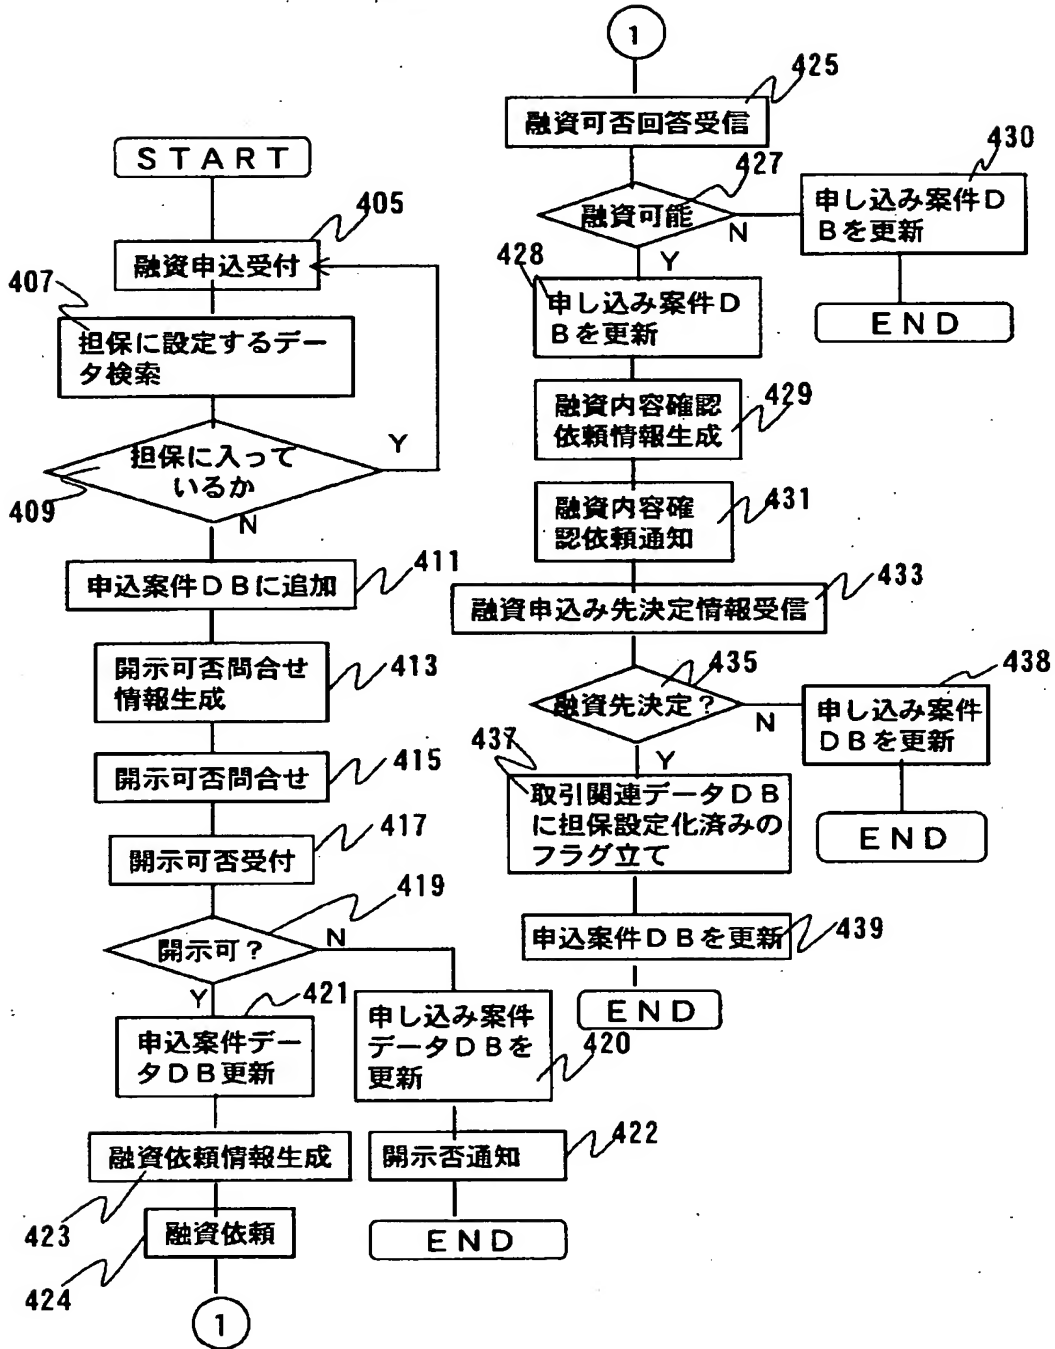 START
405
融資申込受付
407
担保に設定するデー
タ検索
担保に入って
いるか
Y
409
N
申込案件DBに追加
411
開示可否問合せ
情報生成
413
開示可否問合せ
415
開示可否受付
417
419
開示可?
N
Y
421
申込案件デー
タDB更新
申し込み案件
データDBを
更新
420
融資依頼情報生成
423
開示否通知
422
融資依頼
424
END
1
1
425
融資可否回答受信
427
融資可能
N
Y
430
申し込み案件D
Bを更新
END
428
申し込み案件D
Bを更新
融資内容確認
依頼情報生成
429
融資内容確
認依頼通知
431
433
融資申込み先決定情報受信
435
融資先決定?
N
Y
438
申し込み案件
DBを更新
END
437
取引関連データDB
に担保設定化済みの
フラグ立て
申込案件DBを更新
439
END